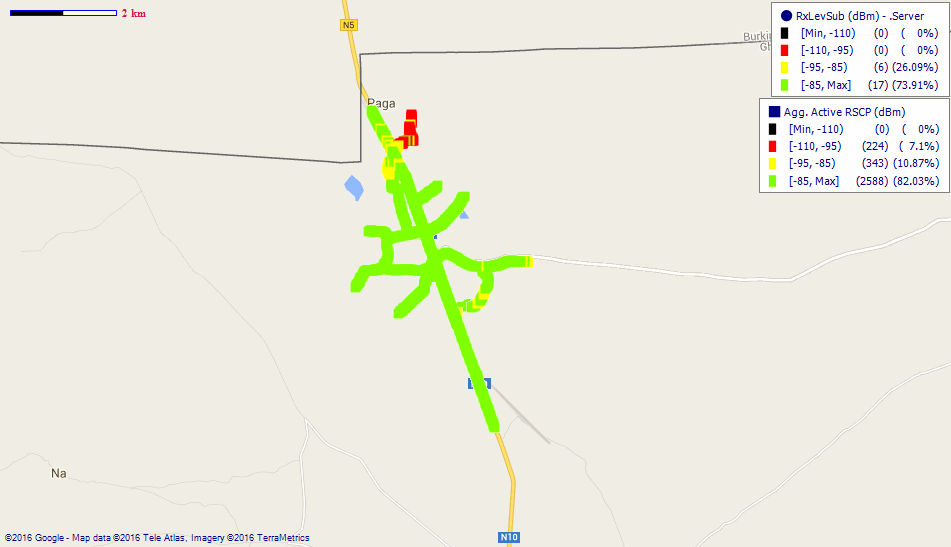 2 km
N5
RxLevSub (dBm) - .Server
[Min, -110) (0) ( 0%)
[-110, -95) (0) ( 0%)
[-95, -85) (6) (26.09%)
[-85, Max] (17) (73.91%)
Paga
Agg. Active RSCP (dBm)
[Min, -110) (0) ( 0%)
[-110, -95) (224) ( 7.1%)
[-95, -85) (343) (10.87%)
[-85, Max] (2588) (82.03%)
Na
N10
©2016 Google - Map data ©2016 Tele Atlas, Imagery ©2016 TerraMetrics